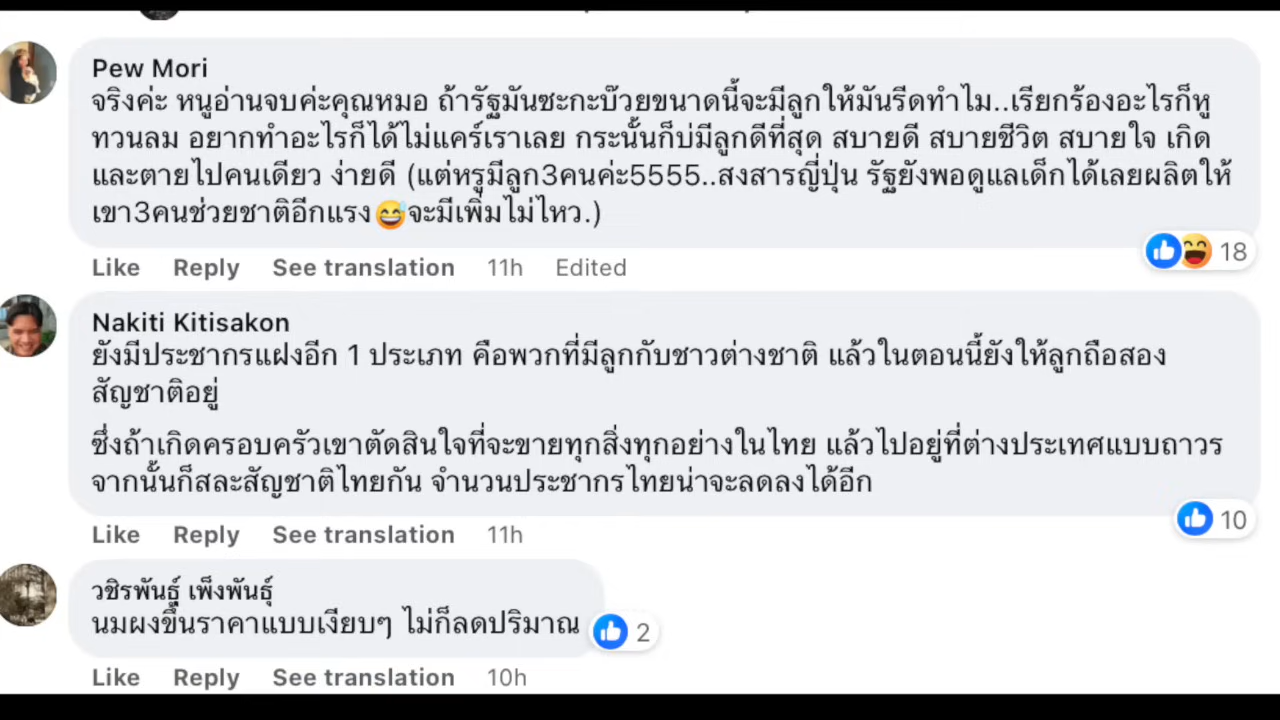 Pew Mori
จริงค่ะ หนูอ่านจบค่ะคุณหมอ ถ้ารัฐมันซะกะบ๊วยขนาดนี้จะมีลูกให้มันรีดทำไม..เรียกร้องอะไรก็หู
ทวนลม อยากทำอะไรก็ได้ไม่แคร์เราเลย กระนั้นก็บ่มีลูกดีที่สุด สบายดี สบายชีวิต สบายใจ เกิด
และตายไปคนเดียว ง่ายดี (แต่หรูมีลูก3คนค่ะ5555..สงสารญี่ปุ่น รัฐยังพอดูแลเด็กได้เลยผลิตให้
เขา3คนช่วยชาติอีกแรง😅จะมีเพิ่มไม่ไหว.)
Like Reply See translation 11h Edited
18
Nakiti Kitisakon
ยังมีประชากรแฝงอีก 1 ประเภท คือพวกที่มีลูกกับชาวต่างชาติ แล้วในตอนนี้ยังให้ลูกถือสอง
สัญชาติอยู่
ซึ่งถ้าเกิดครอบครัวเขาตัดสินใจที่จะขายทุกสิ่งทุกอย่างในไทย แล้วไปอยู่ที่ต่างประเทศแบบถาวร
จากนั้นก็สละสัญชาติไทยกัน จำนวนประชากรไทยน่าจะลดลงได้อีก
Like Reply See translation 11h
10
วชิรพันธุ์ เพ็งพันธุ์
นมผงขึ้นราคาแบบเงียบๆ ไม่ก็ลดปริมาณ
2
Like Reply See translation 10h